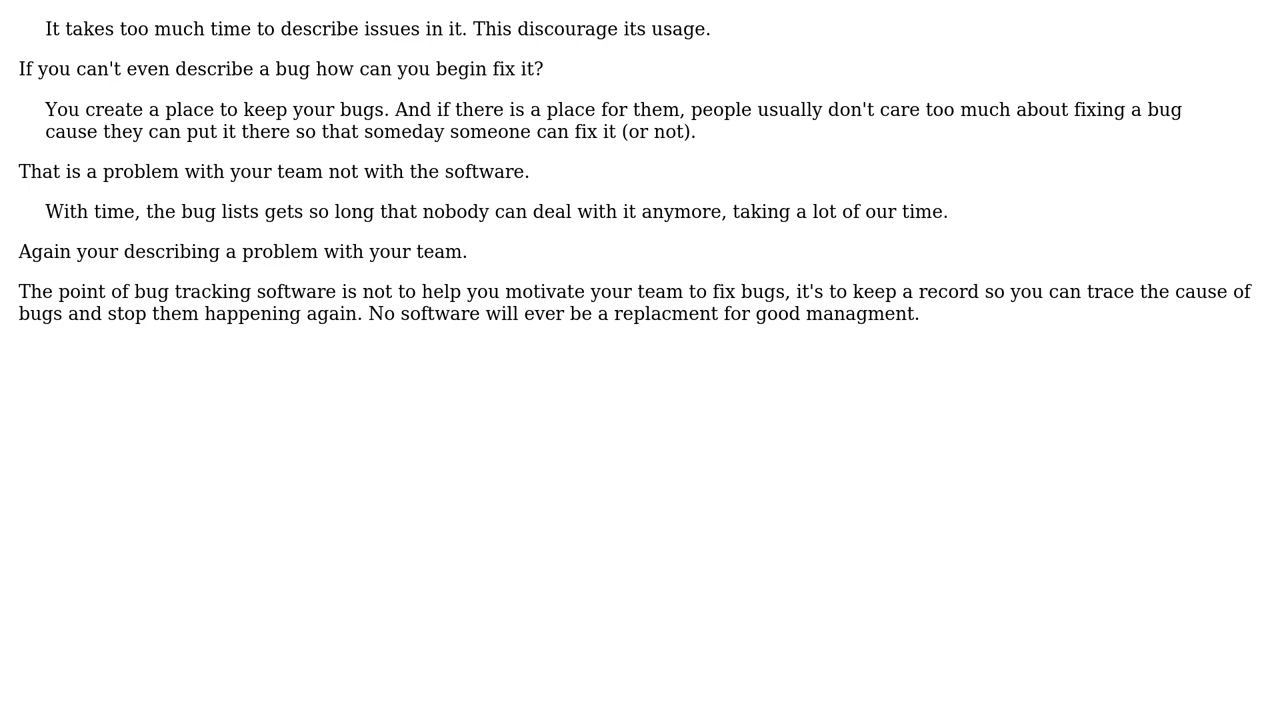 It takes too much time to describe issues in it. This discourage its usage.
If you can't even describe a bug how can you begin fix it?
You create a place to keep your bugs. And if there is a place for them, people usually don't care too much about fixing a bug
cause they can put it there so that someday someone can fix it (or not).
That is a problem with your team not with the software.
With time, the bug lists gets so long that nobody can deal with it anymore, taking a lot of our time.
Again your describing a problem with your team.
The point of bug tracking software is not to help you motivate your team to fix bugs, it's to keep a record so you can trace the cause of
bugs and stop them happening again. No software will ever be a replacment for good managment.